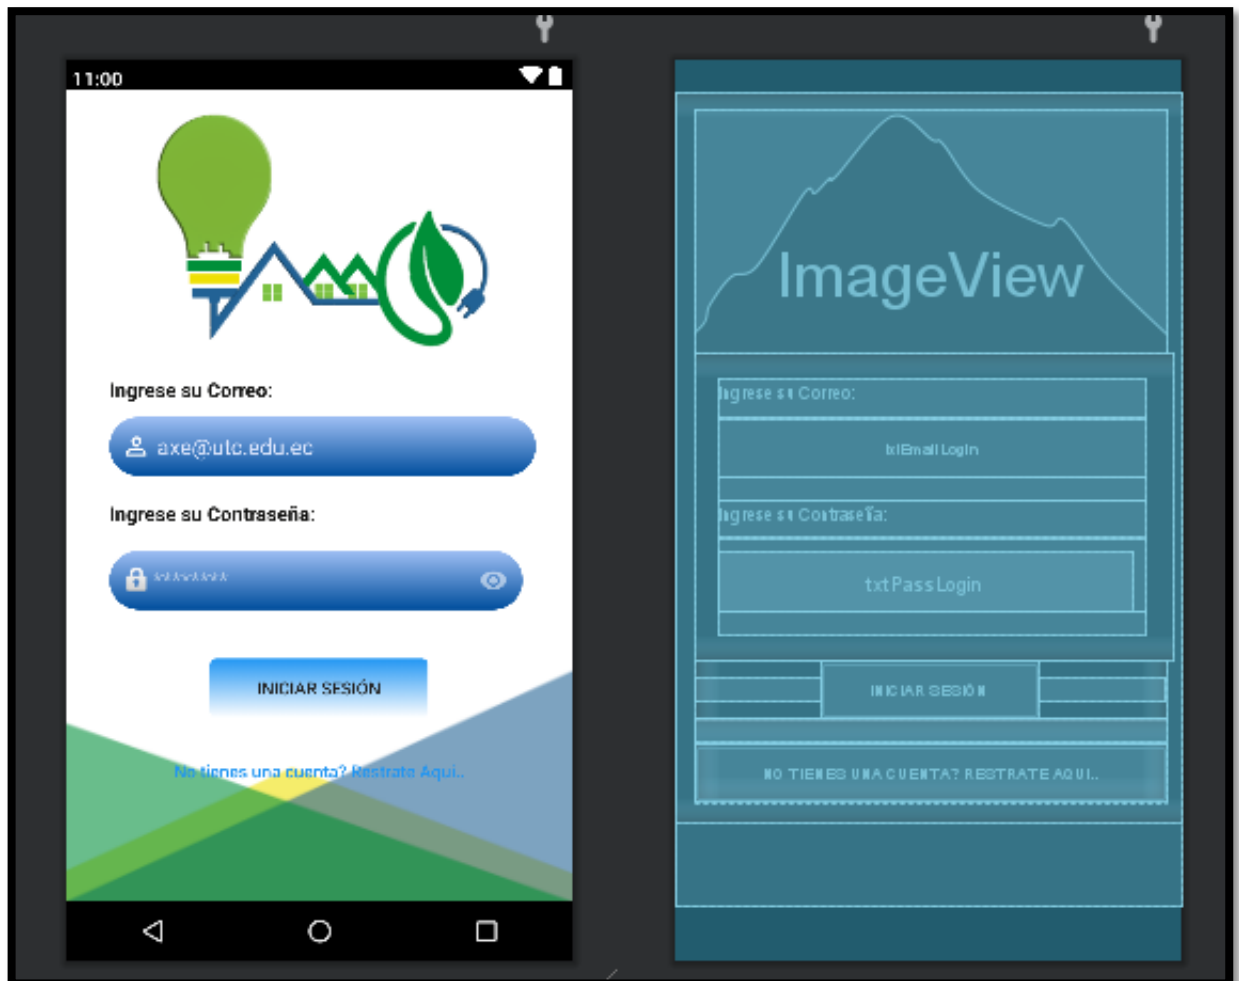 11:00
Ingrese su Correo:
axe@utc.edu.ec
Ingrese su Contraseña:
********
INICIAR SESIÓN
No tienes una cuenta? Restrate Aqui..
ImageView
Ingrese su Correo:
txtEmailLogin
Ingrese su Contraseña:
txtPassLogin
INICIAR SESIÓN
NO TIENES UNA CUENTA? RESTRATE AQUI..